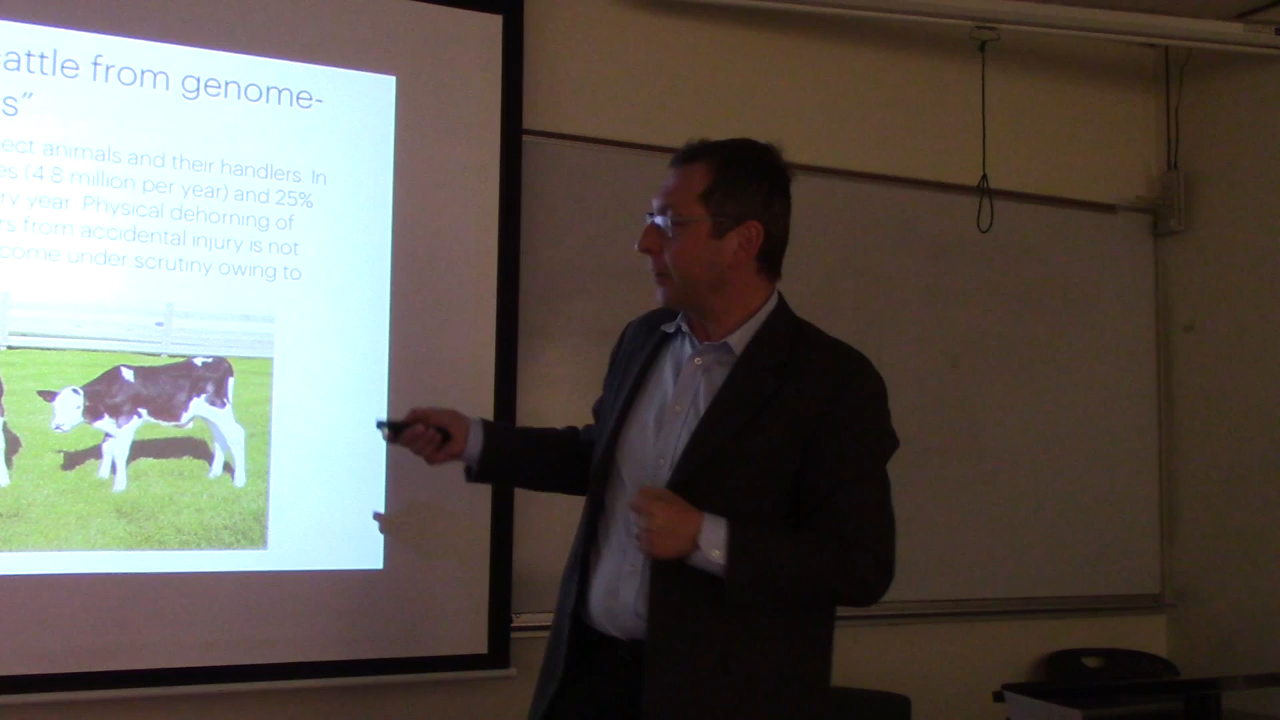 attle from genome-
s”
ect animals and their handlers. In
es (4.8 million per year) and 25%
ry year. Physical dehorning of
rs from accidental injury is not
come under scrutiny owing to